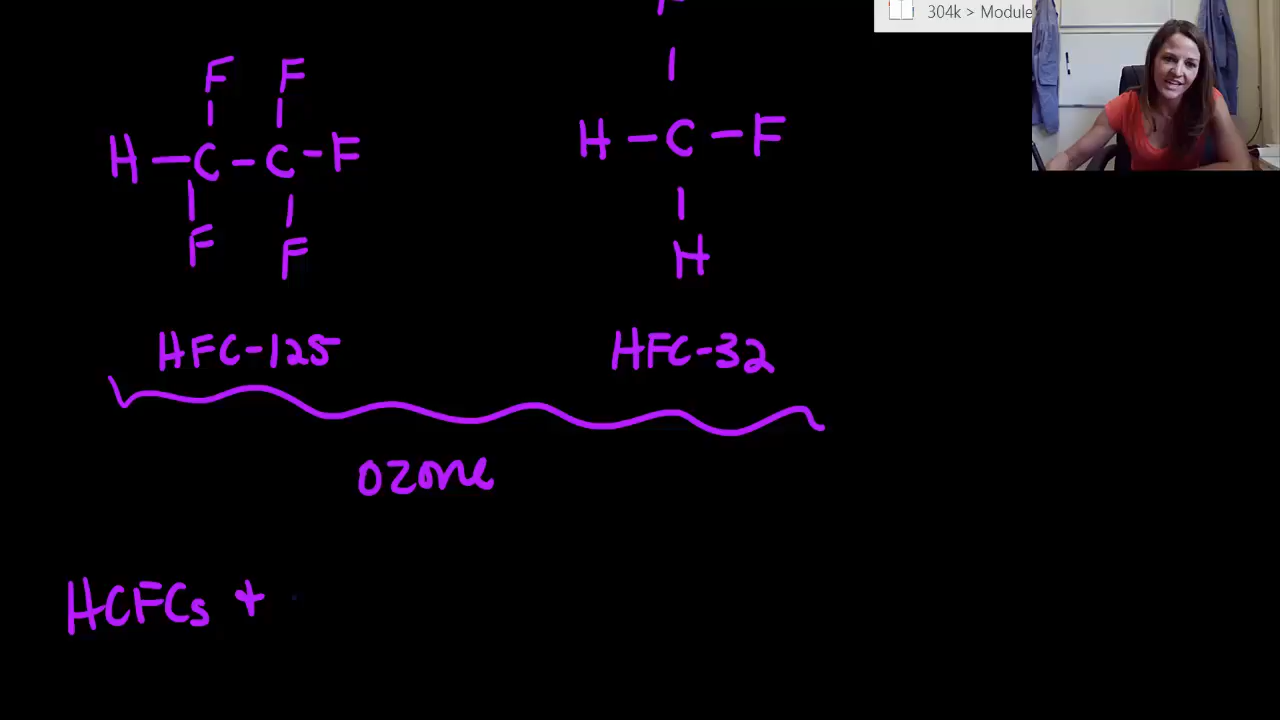 304k > Module
F
F F
H - C - C - F
F F
HFC-125
H - C - F
H
HFC-32
ozone
HCFCs +